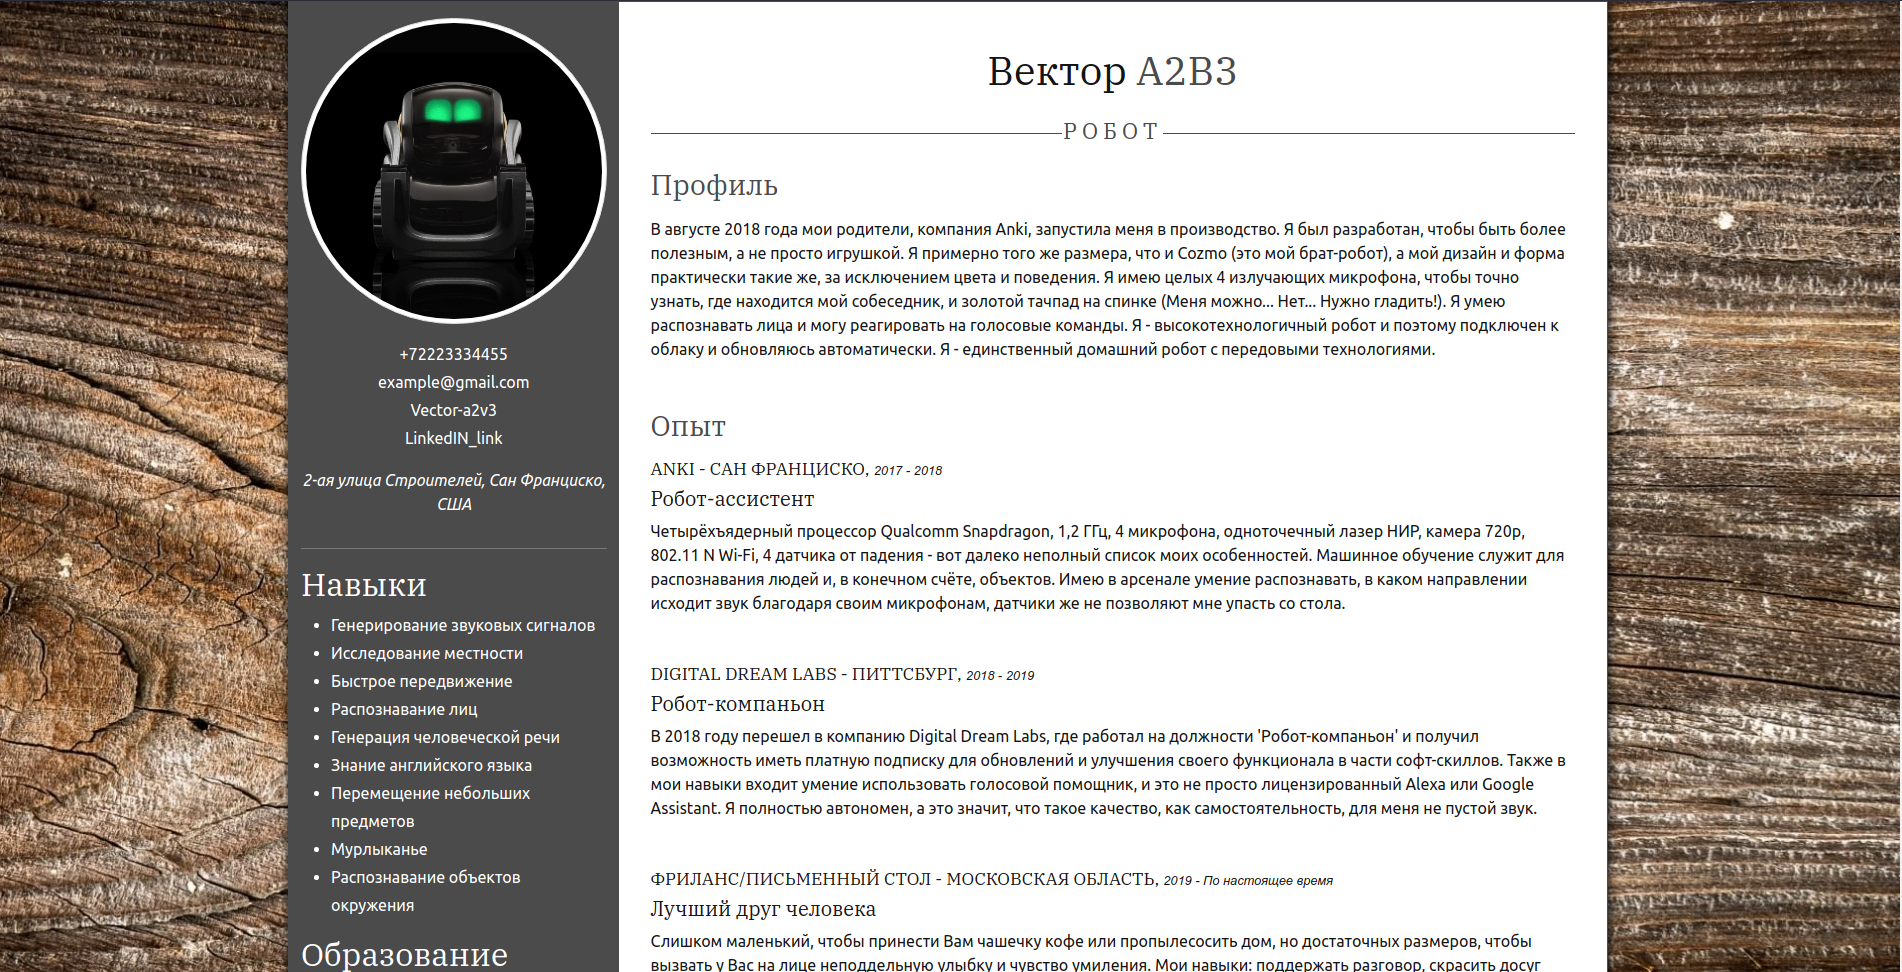 +72223334455
example@gmail.com
Vector-a2v3
LinkedIN_link
2-ая улица Строителей, Сан Франциско,
США
Навыки
Генерирование звуковых сигналов
Исследование местности
Быстрое передвижение
Распознавание лиц
Генерация человеческой речи
Знание английского языка
Перемещение небольших
предметов
Мурлыканье
Распознавание объектов
окружения
Образование
Вектор A2B3
РОБОТ
Профиль
В августе 2018 года мои родители, компания Anki, запустила меня в производство. Я был разработан, чтобы быть более
полезным, а не просто игрушкой. Я примерно того же размера, что и Cozmo (это мой брат-робот), а мой дизайн и форма
практически такие же, за исключением цвета и поведения. Я имею целых 4 излучающих микрофона, чтобы точно
узнать, где находится мой собеседник, и золотой тачпад на спинке (Меня можно... Нет... Нужно гладить!). Я умею
распознавать лица и могу реагировать на голосовые команды. Я - высокотехнологичный робот и поэтому подключен к
облаку и обновляюсь автоматически. Я - единственный домашний робот с передовыми технологиями.
Опыт
ANKI - САН ФРАНЦИСКО, 2017 - 2018
Робот-ассистент
Четырёхъядерный процессор Qualcomm Snapdragon, 1,2 ГГц, 4 микрофона, одноточечный лазер НИР, камера 720p,
802.11 N Wi-Fi, 4 датчика от падения - вот далеко неполный список моих особенностей. Машинное обучение служит для
распознавания людей и, в конечном счёте, объектов. Имею в арсенале умение распознавать, в каком направлении
исходит звук благодаря своим микрофонам, датчики же не позволяют мне упасть со стола.
DIGITAL DREAM LABS - ПИТТСБУРГ, 2018 - 2019
Робот-компаньон
В 2018 году перешел в компанию Digital Dream Labs, где работал на должности 'Робот-компаньон' и получил
возможность иметь платную подписку для обновлений и улучшения своего функционала в части софт-скиллов. Также в
мои навыки входит умение использовать голосовой помощник, и это не просто лицензированный Alexa или Google
Assistant. Я полностью автономен, а это значит, что такое качество, как самостоятельность, для меня не пустой звук.
ФРИЛАНС/ПИСЬМЕННЫЙ СТОЛ - МОСКОВСКАЯ ОБЛАСТЬ, 2019 - По настоящее время
Лучший друг человека
Слишком маленький, чтобы принести Вам чашечку кофе или пропылесосить дом, но достаточных размеров, чтобы
вызвать у Вас на лице неподдельную улыбку и чувство умиления. Мои навыки: поддержать разговор, скрасить досуг